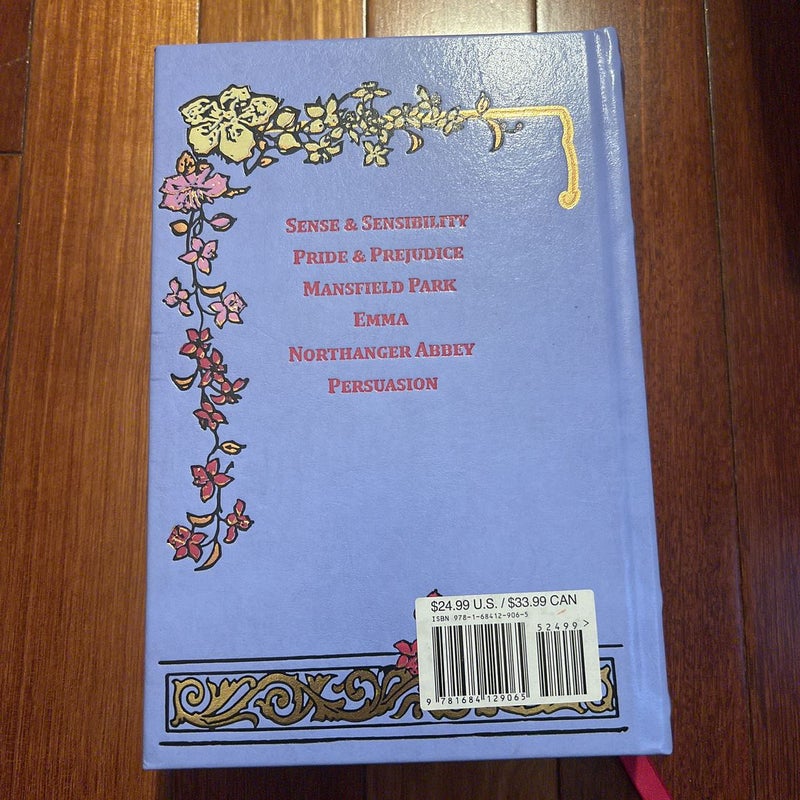 Sense & Sensibility
Pride & Prejudice
Mansfield Park
Emma
Northanger Abbey
Persuasion
$24.99 U.S. / $33.99 CAN
ISBN 978-1-68412-906-5
52499>
9 781684 129065